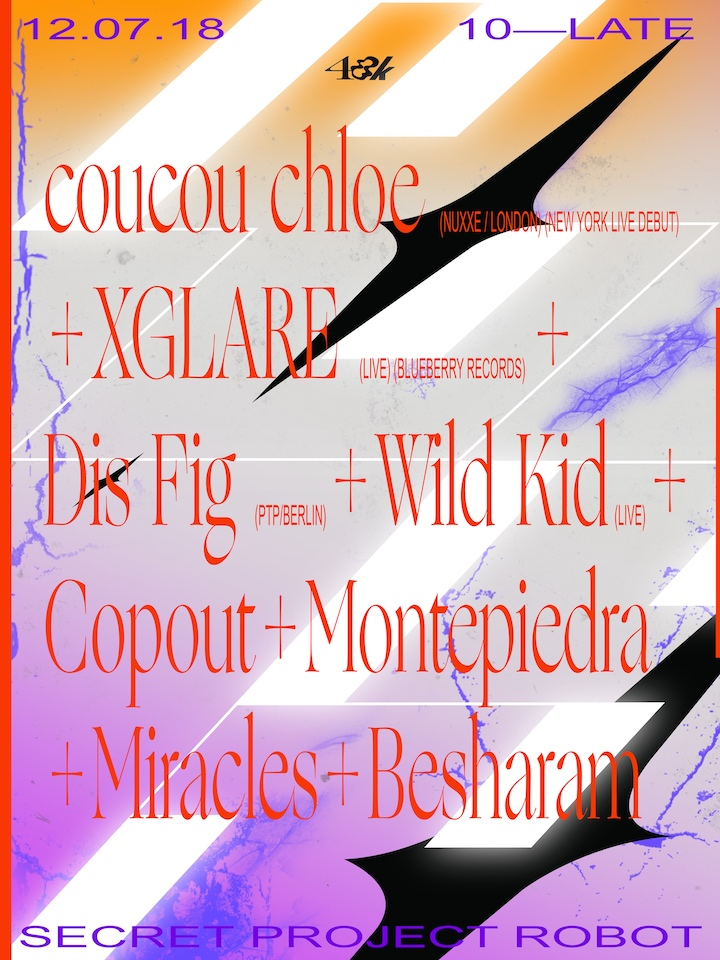 12.07.18 10—LATE
48k
coucou chloe (NUXXE / LONDON) (NEW YORK LIVE DEBUT)
+ XGLARE (LIVE) (BLUEBERRY RECORDS) +
Dis Fig (PTP/BERLIN) + Wild Kid (LIVE) +
Copout + Montepiedra
+ Miracles + Besharam
SECRET PROJECT ROBOT